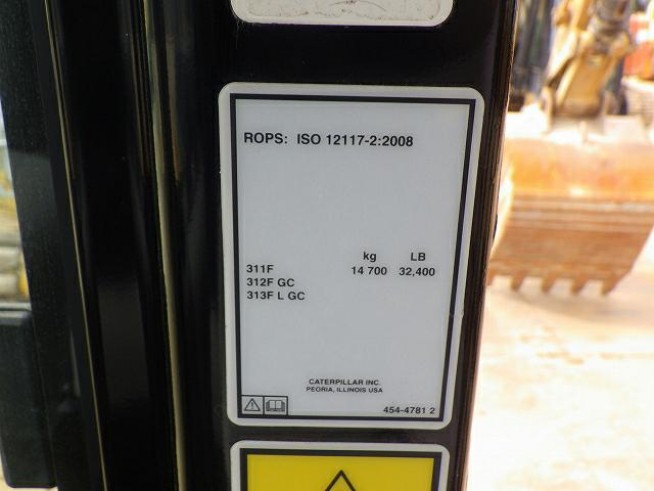 ROPS: ISO 12117-2:2008
kg LB
311F 14 700 32,400
312F GC
313F L GC
CATERPILLAR INC.
PEORIA, ILLINOIS USA
454-4781 2